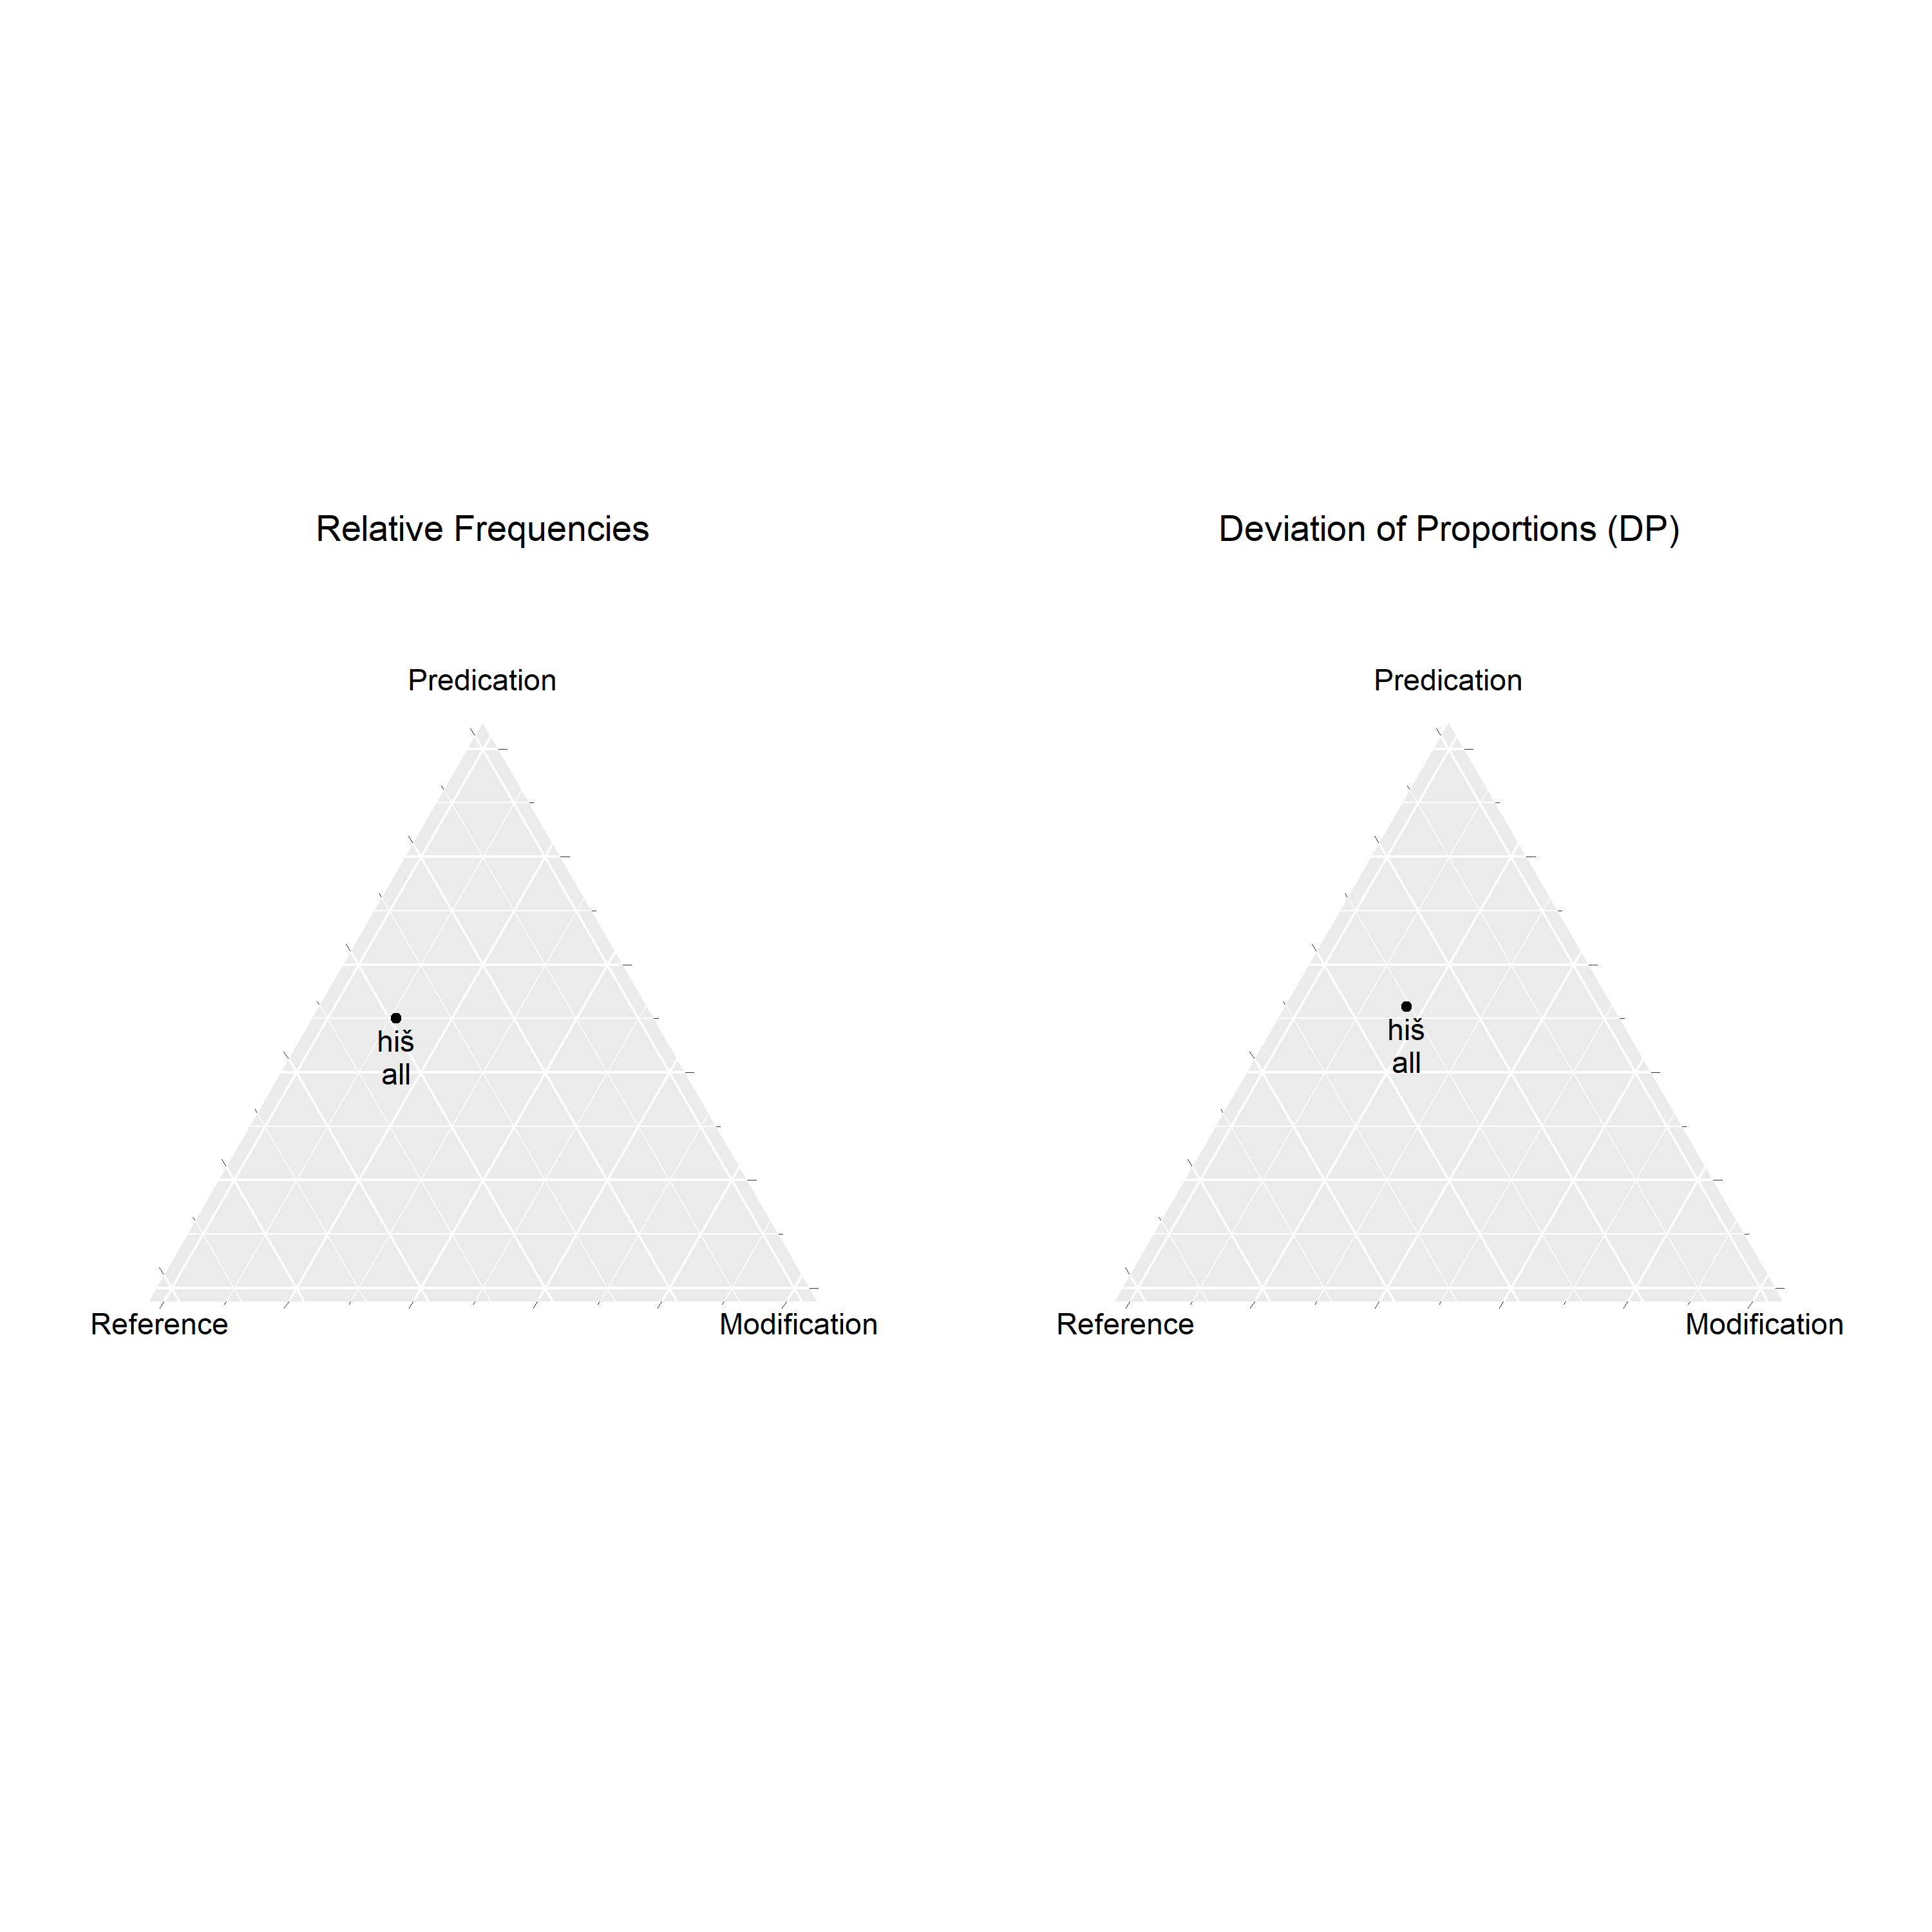 Relative Frequencies
Predication
hiš
all
Reference
Modification
Deviation of Proportions (DP)
Predication
hiš
all
Reference
Modification